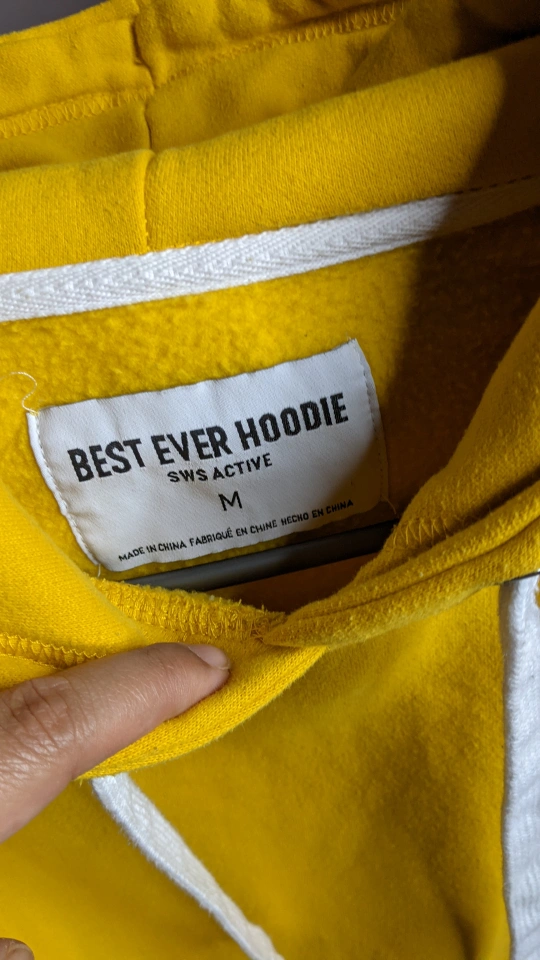 BEST EVER HOODIE
SWS ACTIVE
M
MADE IN CHINA FABRIQUÉ EN CHINE HECHO EN CHINA